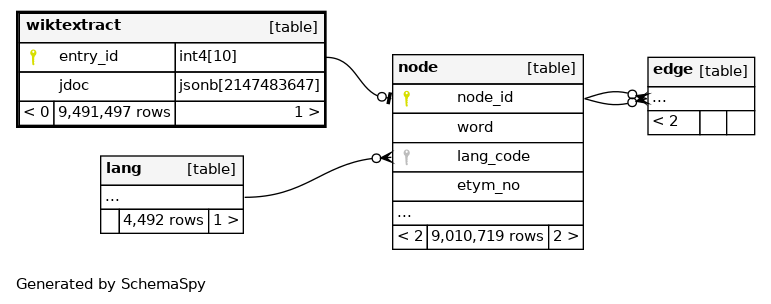 wiktextract [table]
entry_id int4[10]
jdoc jsonb[2147483647]
< 0 9,491,497 rows 1 >
node [table]
node_id
word
lang_code
etym_no
...
< 2 9,010,719 rows 2 >
edge [table]
...
< 2
lang [table]
...
4,492 rows 1 >
Generated by SchemaSpy